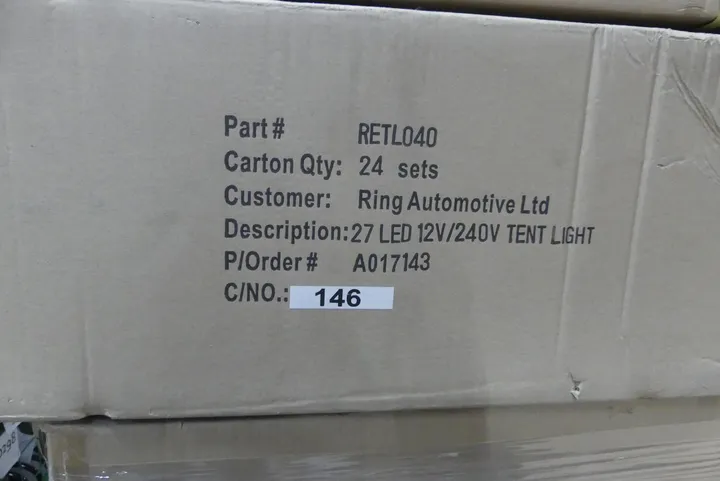 Part # RETL040
Carton Qty: 24 sets
Customer: Ring Automotive Ltd
Description: 27 LED 12V/240V TENT LIGHT
P/Order # A017143
C/NO.: 146